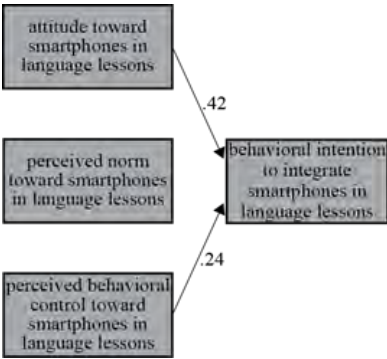 attitude toward
smartphones in
language lessons
.42
perceived norm
toward smartphones
in language lessons
behavioral intention
to integrate
smartphones in
language lessons
.24
perceived behavioral
control toward
smartphones in
language lessons